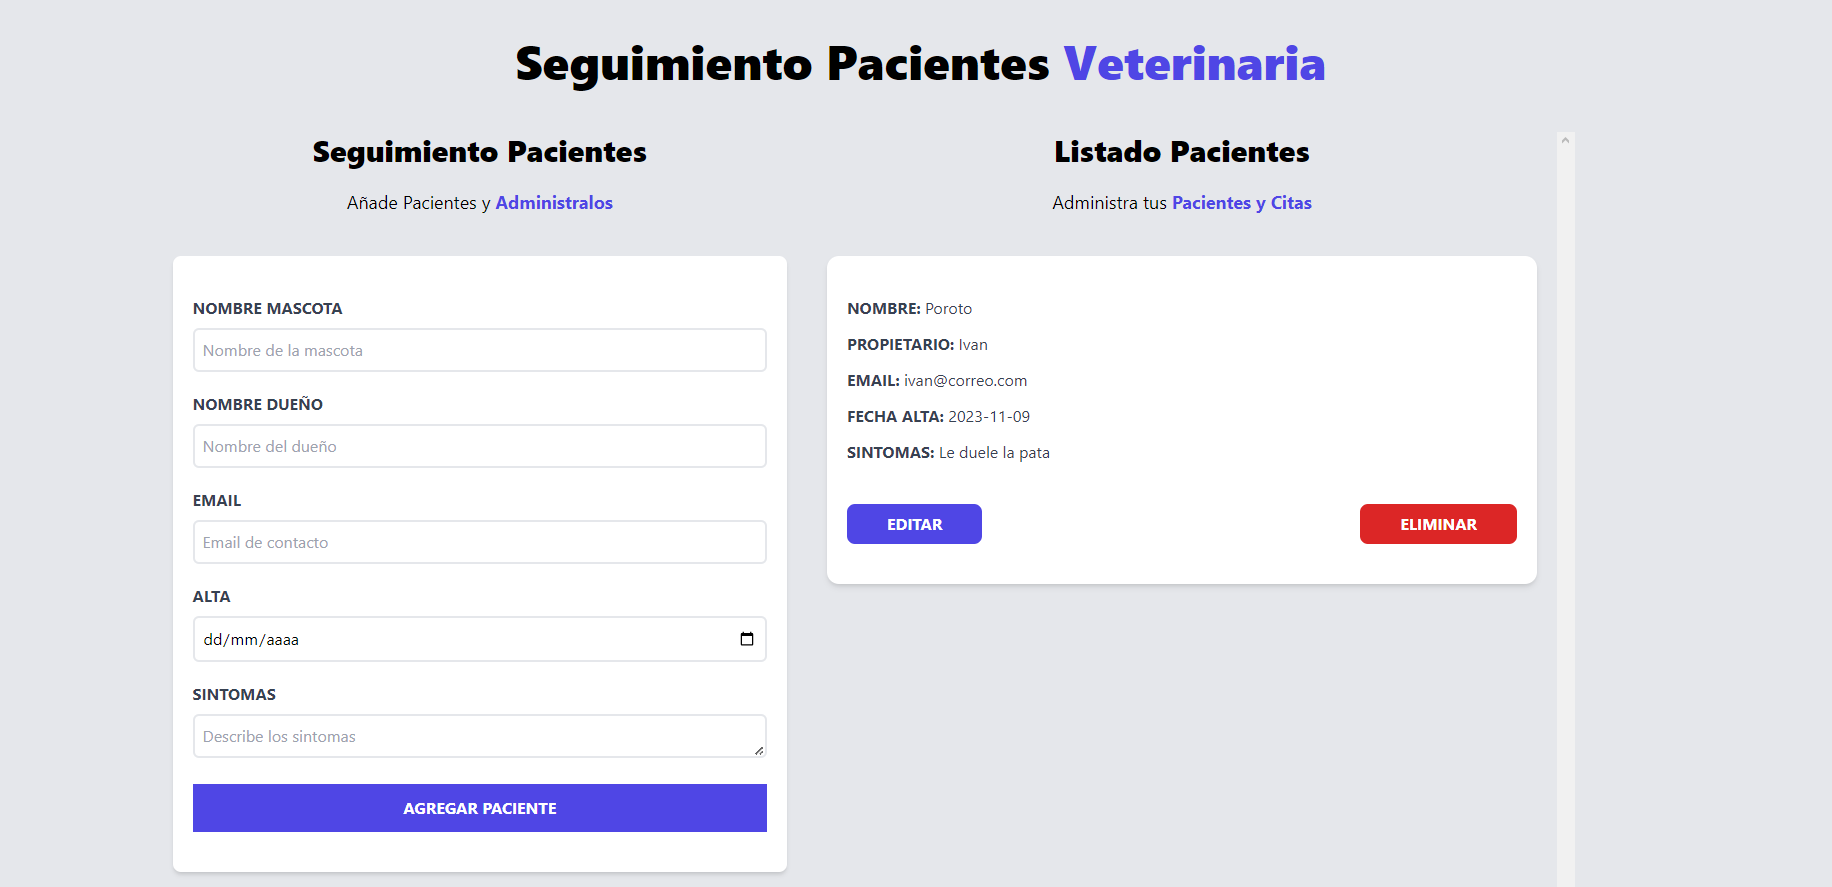 Seguimiento Pacientes Veterinaria
Seguimiento Pacientes
Añade Pacientes y Administralos
NOMBRE MASCOTA
Nombre de la mascota
NOMBRE DUEÑO
Nombre del dueño
EMAIL
Email de contacto
ALTA
dd/mm/aaaa
SINTOMAS
Describe los sintomas
AGREGAR PACIENTE
Listado Pacientes
Administra tus Pacientes y Citas
NOMBRE: Poroto
PROPIETARIO: Ivan
EMAIL: ivan@correo.com
FECHA ALTA: 2023-11-09
SINTOMAS: Le duele la pata
EDITAR
ELIMINAR